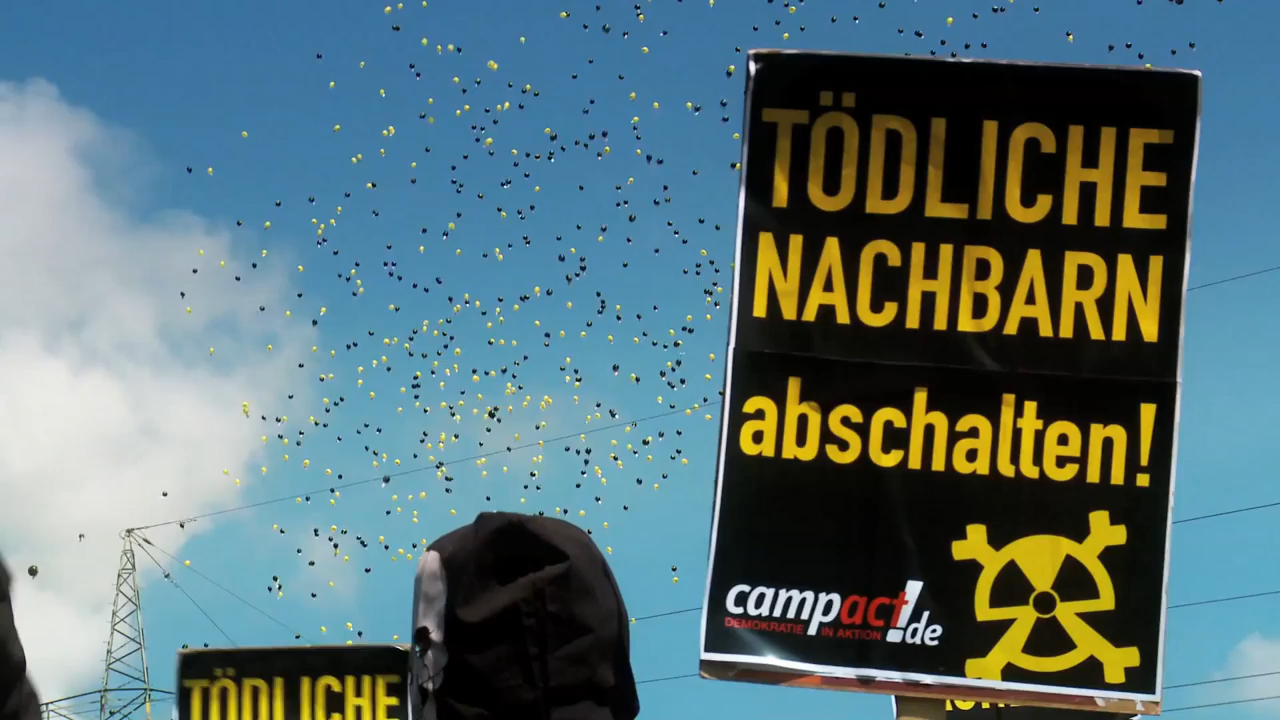 TÖDLICHE
NACHBARN
abschalten!
campact!.de
DEMOKRATIE IN AKTION
TÖDLICHE